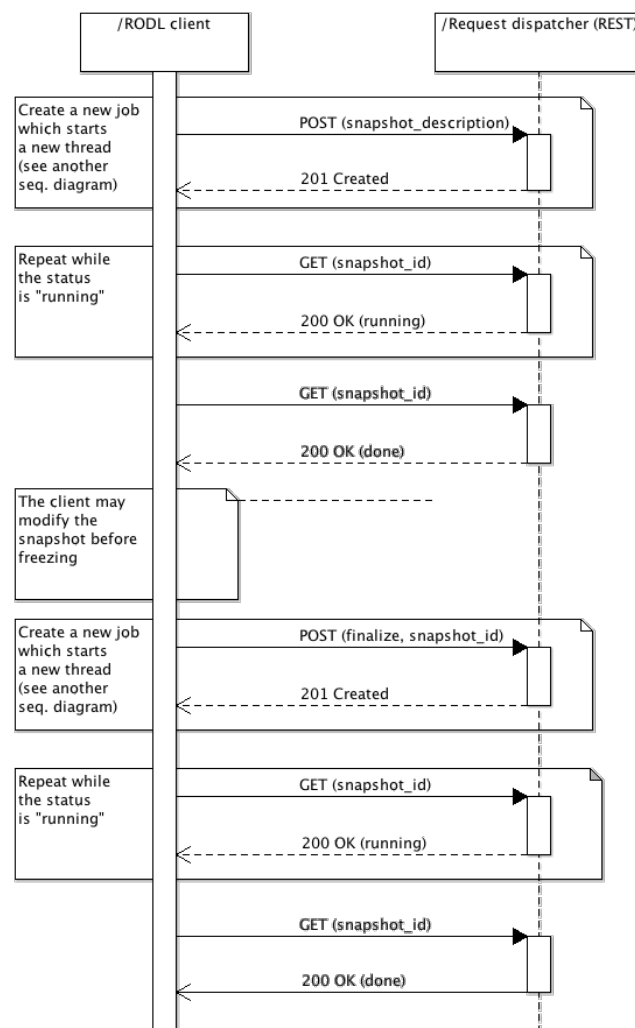 /RODL client
/Request dispatcher (REST)
Create a new job
which starts
a new thread
(see another
seq. diagram)
POST (snapshot_description)
201 Created
Repeat while
the status
is "running"
GET (snapshot_id)
200 OK (running)
GET (snapshot_id)
200 OK (done)
The client may
modify the
snapshot before
freezing
Create a new job
which starts
a new thread
(see another
seq. diagram)
POST (finalize, snapshot_id)
201 Created
Repeat while
the status
is "running"
GET (snapshot_id)
200 OK (running)
GET (snapshot_id)
200 OK (done)